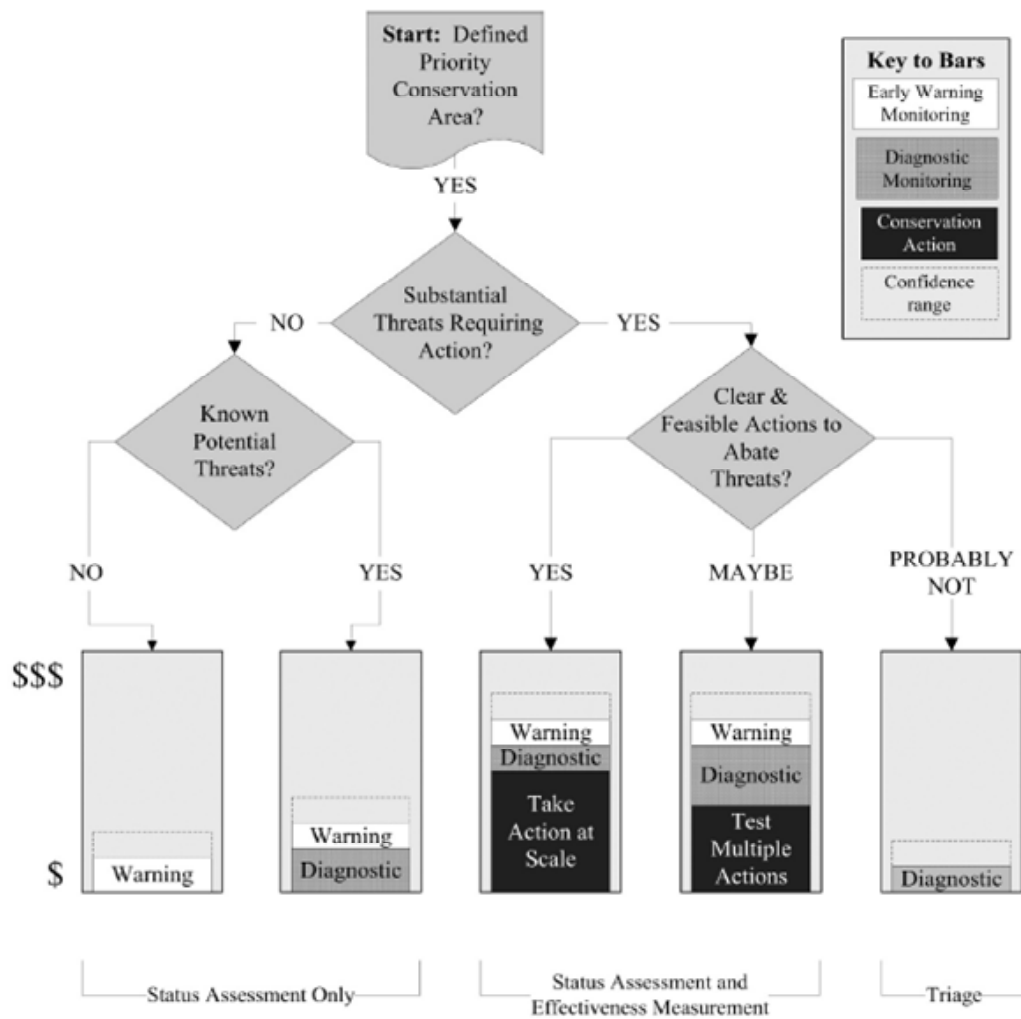 Start: Defined
Priority
Conservation
Area?
Key to Bars
Early Warning
Monitoring
Diagnostic
Monitoring
Conservation
Action
Confidence
range
YES
Substantial
Threats Requiring
Action?
NO
YES
Known
Potential
Threats?
Clear &
Feasible Actions to
Abate
Threats?
NO
YES
YES
MAYBE
PROBABLY
NOT
$$$
$
Warning
Warning
Diagnostic
Warning
Diagnostic
Take
Action at
Scale
Warning
Diagnostic
Test
Multiple
Actions
Diagnostic
Status Assessment Only
Status Assessment and
Effectiveness Measurement
Triage